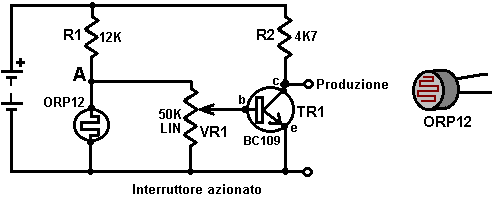 R1
12K
R2
4K7
+
A
ORP12
50K
LIN
VR1
b
c
e
Produzione
TR1
BC109
ORP12
Interruttore azionato